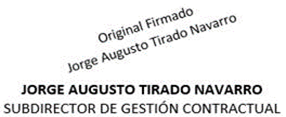 Original Firmado
Jorge Augusto Tirado Navarro
JORGE AUGUSTO TIRADO NAVARRO
SUBDIRECTOR DE GESTIÓN CONTRACTUAL